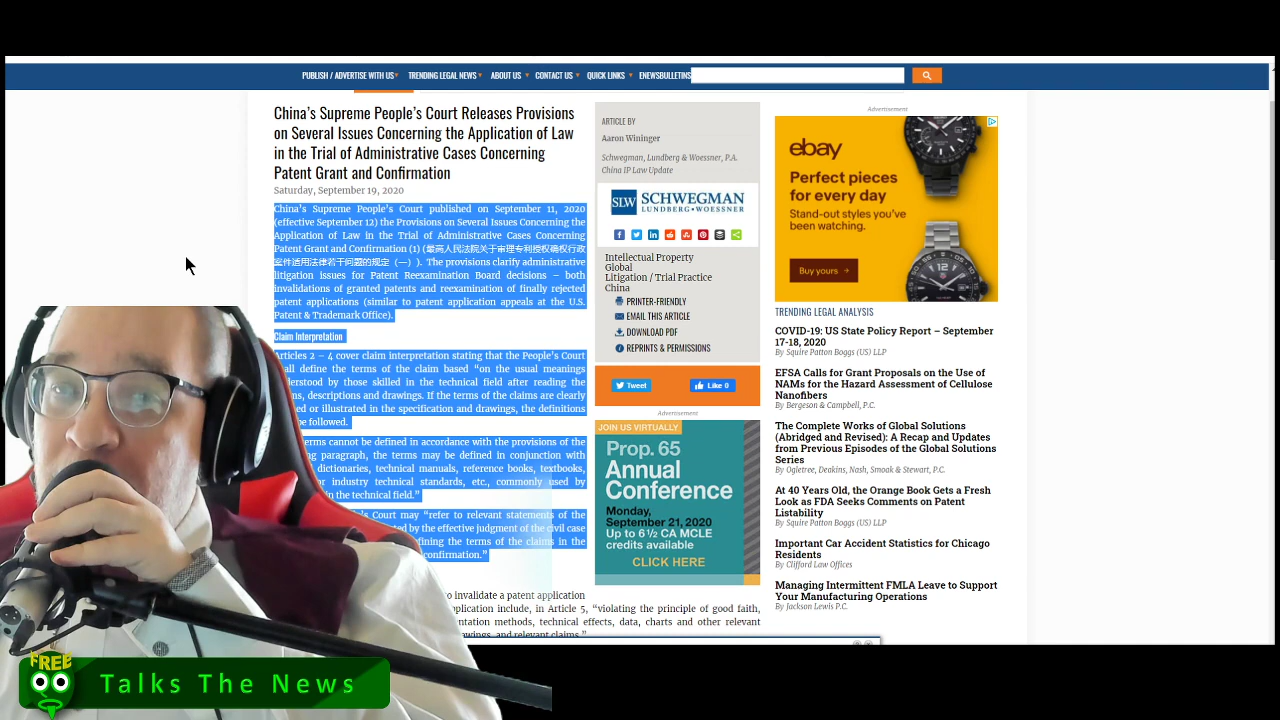 PUBLISH / ADVERTISE WITH US TRENDING LEGAL NEWS ABOUT US CONTACT US QUICK LINKS ENEWSBULLETINS
China's Supreme People's Court Releases Provisions
on Several Issues Concerning the Application of Law
in the Trial of Administrative Cases Concerning
Patent Grant and Confirmation
Saturday, September 19, 2020
China's Supreme People's Court published on September 11, 2020
(effective September 12) the Provisions on Several Issues Concerning the
Application of Law in the Trial of Administrative Cases Concerning
Patent Grant and Confirmation (1) (最高人民法院关于审理专利授权确权行政
案件适用法律若干问题的规定（一）). The provisions clarify administrative
litigation issues for Patent Reexamination Board decisions – both
invalidations of granted patents and reexamination of finally rejected
patent applications (similar to patent application appeals at the U.S.
Patent & Trademark Office).
Claim Interpretation
Articles 2 – 4 cover claim interpretation stating that the People's Court
all define the terms of the claim based "on the usual meanings
derstood by those skilled in the technical field after reading the
ns, descriptions and drawings. If the terms of the claims are clearly
ed or illustrated in the specification and drawings, the definitions
be followed.
erms cannot be defined in accordance with the provisions of the
ng paragraph, the terms may be defined in conjunction with
dictionaries, technical manuals, reference books, textbooks,
or industry technical standards, etc., commonly used by
in the technical field."
's Court may "refer to relevant statements of the
ted by the effective judgment of the civil case
fining the terms of the claims in the
confirmation."
to invalidate a patent application
pplication include, in Article 5, "violating the principle of good faith,
ntation methods, technical effects, data, charts and other relevant
awings, and relevant claims."
ARTICLE BY
Aaron Wininger
Schwegman, Lundberg & Woessner, P.A.
China IP Law Update
SLW SCHWEGMAN
LUNDBERG • WOESSNER
Intellectual Property
Global
Litigation / Trial Practice
China
PRINTER-FRIENDLY
EMAIL THIS ARTICLE
DOWNLOAD PDF
REPRINTS & PERMISSIONS
Tweet Like 0
Advertisement
JOIN US VIRTUALLY
Prop. 65
Annual
Conference
Monday,
September 21, 2020
Up to 6½ CA MCLE
credits available
CLICK HERE
Advertisement
ebay
Perfect pieces
for every day
Stand-out styles you've
been watching.
Buy yours →
TRENDING LEGAL ANALYSIS
COVID-19: US State Policy Report – September
17-18, 2020
By Squire Patton Boggs (US) LLP
EFSA Calls for Grant Proposals on the Use of
NAMs for the Hazard Assessment of Cellulose
Nanofibers
By Bergeson & Campbell, P.C.
The Complete Works of Global Solutions
(Abridged and Revised): A Recap and Updates
from Previous Episodes of the Global Solutions
Series
By Ogletree, Deakins, Nash, Smoak & Stewart, P.C.
At 40 Years Old, the Orange Book Gets a Fresh
Look as FDA Seeks Comments on Patent
Listability
By Squire Patton Boggs (US) LLP
Important Car Accident Statistics for Chicago
Residents
By Clifford Law Offices
Managing Intermittent FMLA Leave to Support
Your Manufacturing Operations
By Jackson Lewis P.C.
FREE
Talks The News